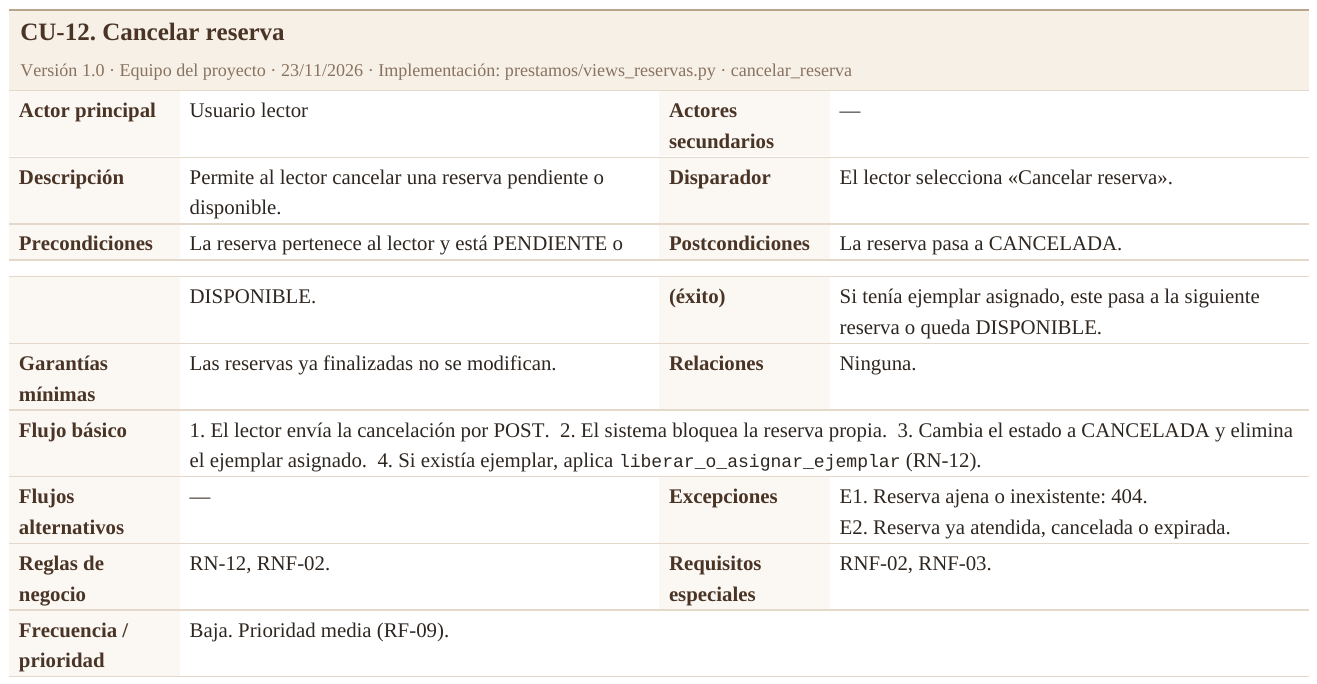 CU-12. Cancelar reserva
Versión 1.0 · Equipo del proyecto · 23/11/2026 · Implementación: prestamos/views_reservas.py · cancelar_reserva
Actor principal
Usuario lector
Actores
secundarios
—
Descripción
Permite al lector cancelar una reserva pendiente o
disponible.
Disparador
El lector selecciona «Cancelar reserva».
Precondiciones
La reserva pertenece al lector y está PENDIENTE o
Postcondiciones
La reserva pasa a CANCELADA.
DISPONIBLE.
(éxito)
Si tenía ejemplar asignado, este pasa a la siguiente
reserva o queda DISPONIBLE.
Garantías
mínimas
Las reservas ya finalizadas no se modifican.
Relaciones
Ninguna.
Flujo básico
1. El lector envía la cancelación por POST. 2. El sistema bloquea la reserva propia. 3. Cambia el estado a CANCELADA y elimina
el ejemplar asignado. 4. Si existía ejemplar, aplica liberar_o_asignar_ejemplar (RN-12).
Flujos
alternativos
—
Excepciones
E1. Reserva ajena o inexistente: 404.
E2. Reserva ya atendida, cancelada o expirada.
Reglas de
negocio
RN-12, RNF-02.
Requisitos
especiales
RNF-02, RNF-03.
Frecuencia /
prioridad
Baja. Prioridad media (RF-09).